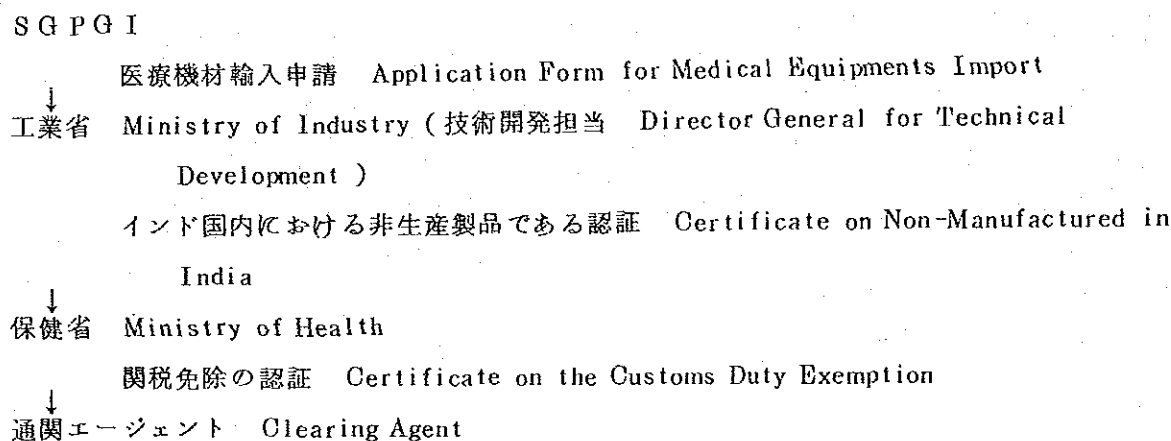 SGPGI
医療機材輸入申請 Application Form for Medical Equipments Import
↓
工業省 Ministry of Industry (技術開発担当 Director General for Technical
Development )
インド国内における非生産製品である認証 Certificate on Non-Manufactured in
India
↓
保健省 Ministry of Health
関税免除の認証 Certificate on the Customs Duty Exemption
↓
通関エージェント Clearing Agent